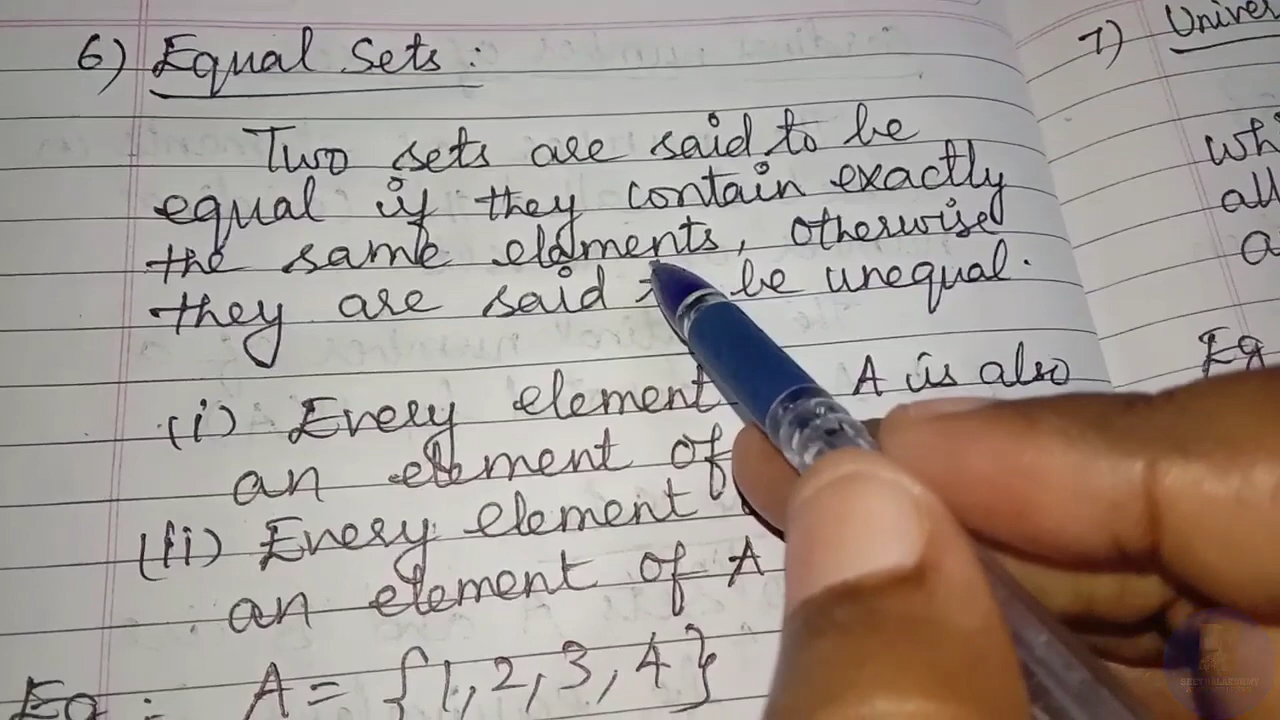 6) Equal Sets:
Two sets are said to be
equal if they contain exactly
the same elements, otherwise
they are said be unequal.
(i) Every element A is also
an element of
(ii) Every element
an element of A
Eg: A = {1, 2, 3, 4}
7)
wh
all
a
Eg